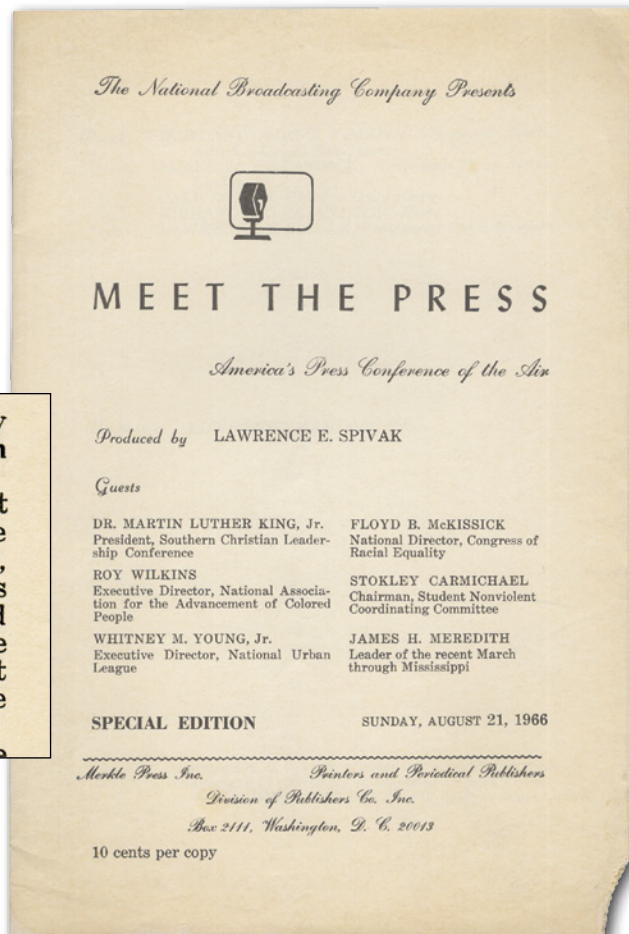 The National Broadcasting Company Presents
MEET THE PRESS
America's Press Conference of the Air
Produced by LAWRENCE E. SPIVAK
Guests
DR. MARTIN LUTHER KING, Jr.
President, Southern Christian Leader-
ship Conference
ROY WILKINS
Executive Director, National Associa-
tion for the Advancement of Colored
People
WHITNEY M. YOUNG, Jr.
Executive Director, National Urban
League
FLOYD B. McKISSICK
National Director, Congress of
Racial Equality
STOKLEY CARMICHAEL
Chairman, Student Nonviolent
Coordinating Committee
JAMES H. MEREDITH
Leader of the recent March
through Mississippi
SPECIAL EDITION SUNDAY, AUGUST 21, 1966
Merkle Press Inc. Printers and Periodical Publishers
Division of Publishers Co. Inc.
Box 2111, Washington, D. C. 20013
10 cents per copy